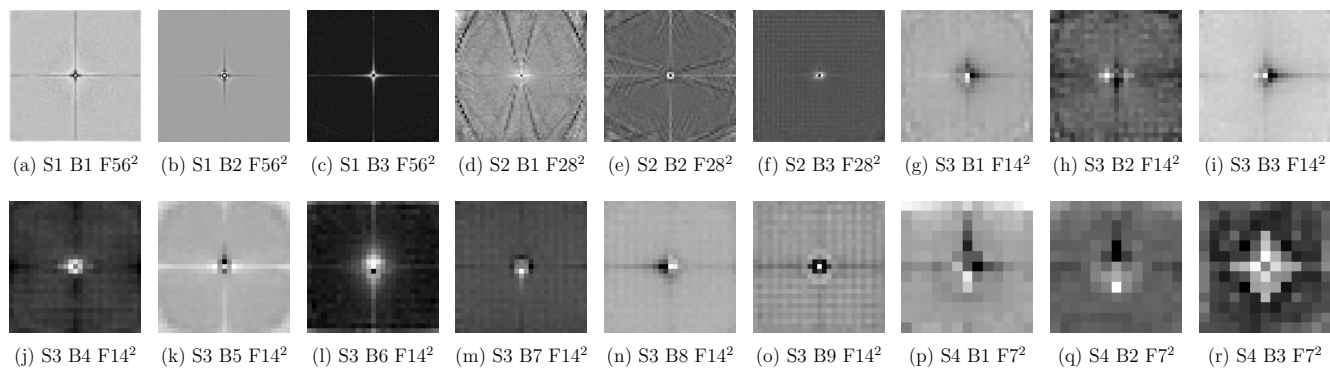 (a) S1 B1 F56² (b) S1 B2 F56² (c) S1 B3 F56² (d) S2 B1 F28² (e) S2 B2 F28² (f) S2 B3 F28² (g) S3 B1 F14² (h) S3 B2 F14² (i) S3 B3 F14²
(j) S3 B4 F14² (k) S3 B5 F14² (l) S3 B6 F14² (m) S3 B7 F14² (n) S3 B8 F14² (o) S3 B9 F14² (p) S4 B1 F7² (q) S4 B2 F7² (r) S4 B3 F7²